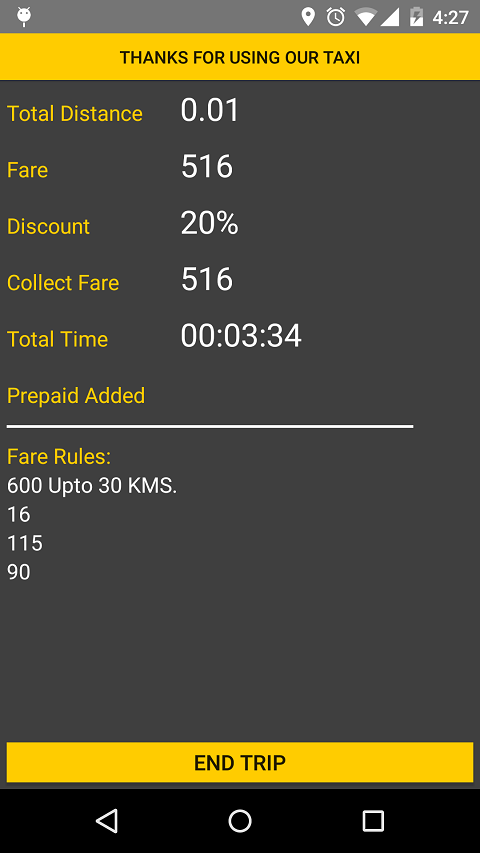 4:27
THANKS FOR USING OUR TAXI
Total Distance 0.01
Fare 516
Discount 20%
Collect Fare 516
Total Time 00:03:34
Prepaid Added
Fare Rules:
600 Upto 30 KMS.
16
115
90
END TRIP